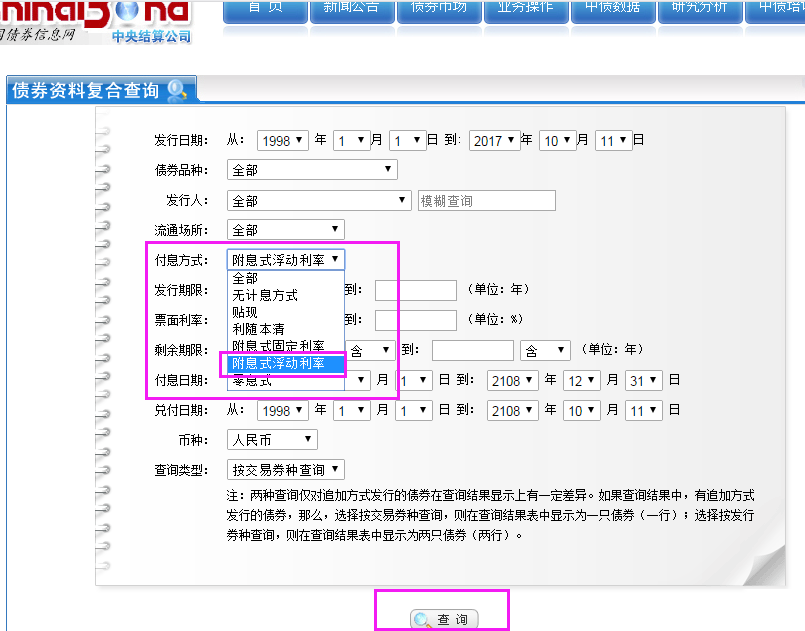 首 页 新闻公告 债券市场 业务操作 中债数据 研究分析 中债培训
国债券信息网 中央结算公司
债券资料复合查询
发行日期： 从： 1998 年 1 月 1 日 到： 2017 年 10 月 11 日
债券品种： 全部
发行人： 全部 模糊查询
流通场所： 全部
付息方式： 附息式浮动利率
全部
发行期限： 无计息方式 到： （单位：年）
贴现
票面利率： 利随本清 到： （单位：%）
附息式固定利率
剩余期限： 含 到： 含 （单位：年）
附息式浮动利率
付息日期： 零息式 月 1 日 到： 2108 年 12 月 31 日
兑付日期： 从： 1998 年 1 月 1 日 到： 2108 年 10 月 11 日
币种： 人民币
查询类型： 按交易券种查询
注：两种查询仅对追加方式发行的债券在查询结果显示上有一定差异。如果查询结果中，有追加方式
发行的债券，那么，选择按交易券种查询，则在查询结果表中显示为一只债券（一行）；选择按发行
券种查询，则在查询结果表中显示为两只债券（两行）。
查 询